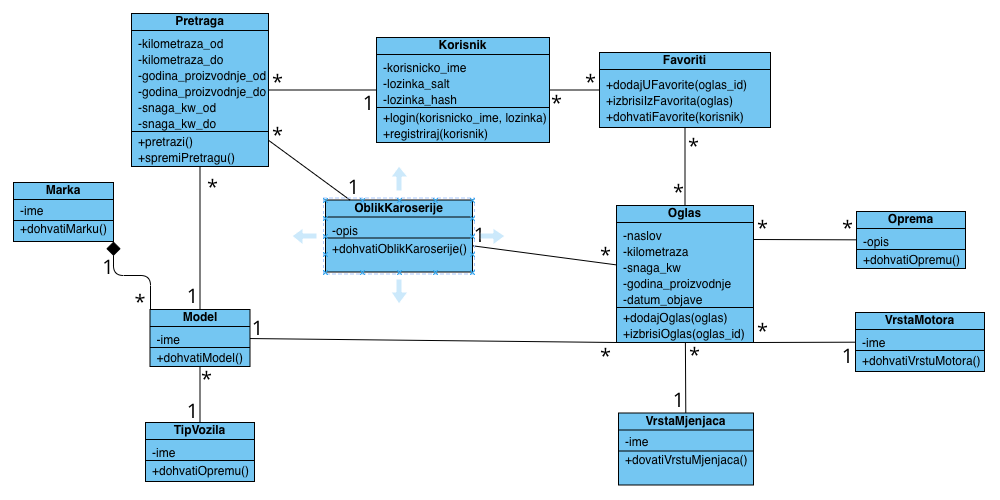 Pretraga
-kilometraza_od
-kilometraza_do
-godina_proizvodnje_od
-godina_proizvodnje_do
-snaga_kw_od
-snaga_kw_do
+pretrazi()
+spremiPretragu()
*
1
*
1
*
1
Korisnik
-korisnicko_ime
-lozinka_salt
-lozinka_hash
+login(korisnicko_ime, lozinka)
+registriraj(korisnik)
*
*
Favoriti
+dodajUFavorite(oglas_id)
+izbrisiIzFavorita(oglas)
+dohvatiFavorite(korisnik)
*
*
Marka
-ime
+dohvatiMarku()
1
*
OblikKaroserije
-opis
+dohvatiOblikKaroserije()
1
*
Oglas
-naslov
-kilometraza
-snaga_kw
-godina_proizvodnje
-datum_objave
+dodajOglas(oglas)
+izbrisiOglas(oglas_id)
*
*
Oprema
-opis
+dohvatiOpremu()
Model
-ime
+dohvatiModel()
1
*
*
1
VrstaMotora
-ime
+dohvatiVrstuMotora()
*
1
TipVozila
-ime
+dohvatiOpremu()
*
1
VrstaMjenjaca
-ime
+dovatiVrstuMjenjaca()